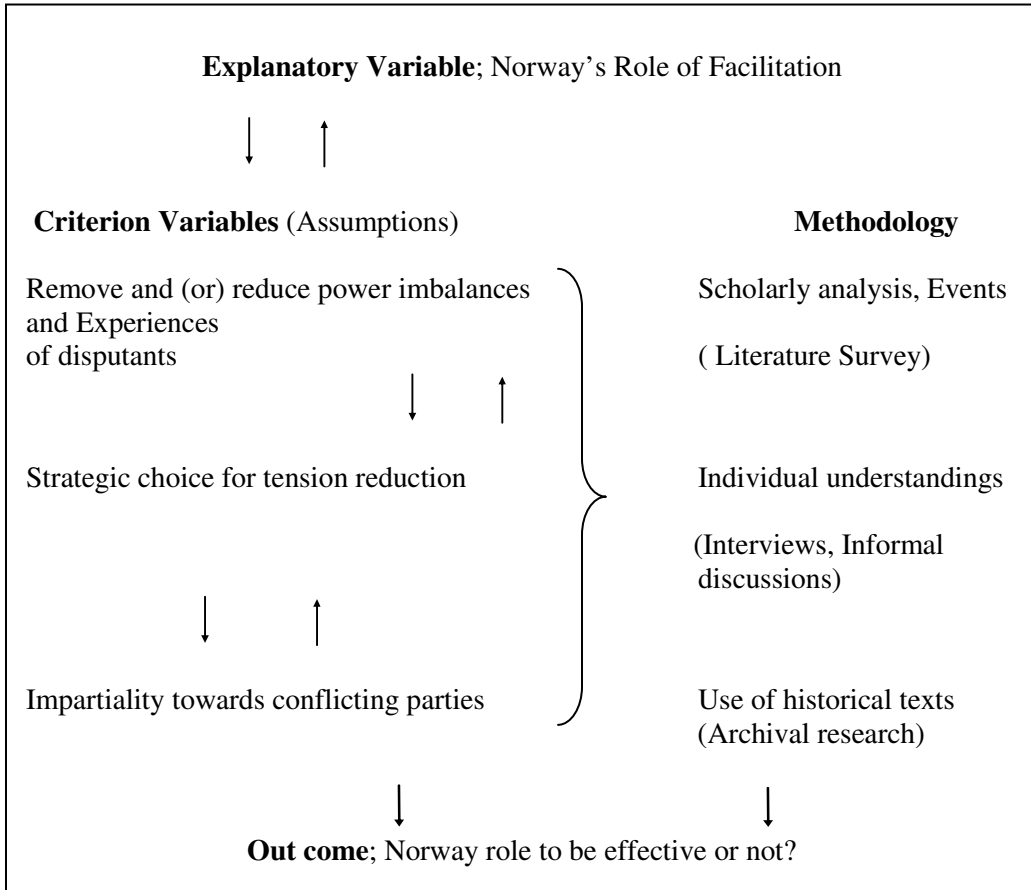 Explanatory Variable; Norway's Role of Facilitation
Criterion Variables (Assumptions)
Remove and (or) reduce power imbalances
and Experiences
of disputants
Strategic choice for tension reduction
Impartiality towards conflicting parties
Methodology
Scholarly analysis, Events
( Literature Survey)
Individual understandings
(Interviews, Informal
discussions)
Use of historical texts
(Archival research)
Out come; Norway role to be effective or not?